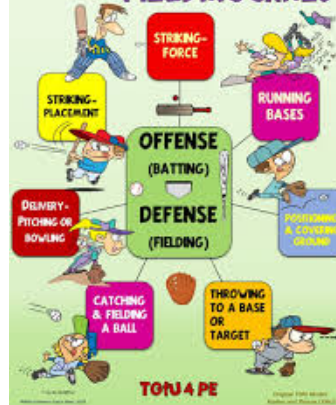 STRIKING-
FORCE
STRIKING-
PLACEMENT
RUNNING
BASES
OFFENSE
(BATTING)
DEFENSE
(FIELDING)
DELIVERY-
PITCHING OR
BOWLING
POSITIONING
& COVERING
GROUND
CATCHING
& FIELDING
A BALL
THROWING
TO A BASE
OR
TARGET
TGfU 4 PE